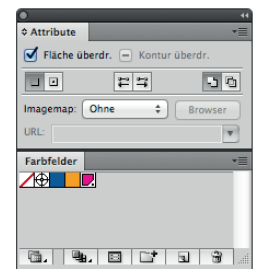 Attribute
Fläche überdr. Kontur überdr.
Imagemap: Ohne Browser
URL:
Farbfelder